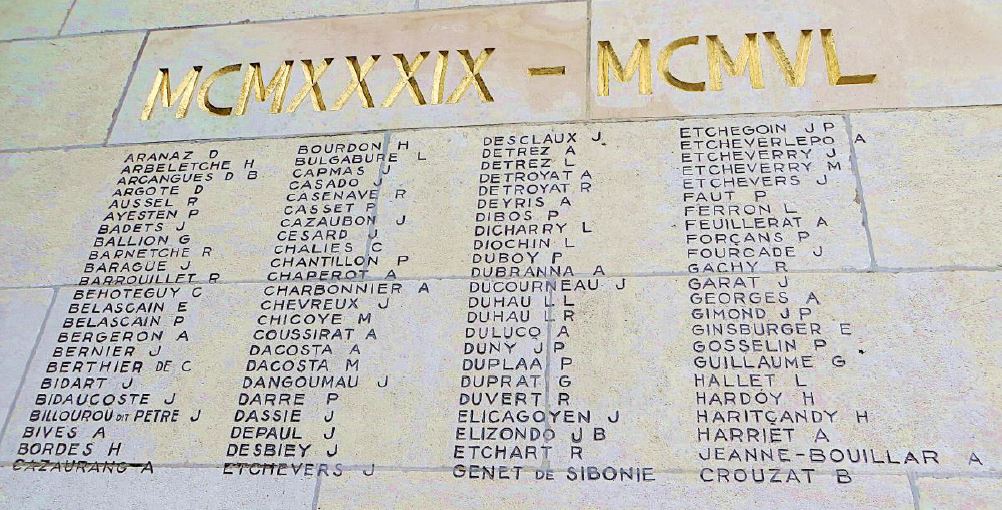 MCMXXXIX - MCMVL
ARANAZ D
ARBELETCHE H
ARCANGUES D B
ARGOTE D
AUSSEL R
AYESTEN P
BADETS J
BALLION G
BARNETCHE R
BARAGUE J
BARROUILLET R
BEHOTEGUY C
BELASCAIN E
BELASCAIN P
BERGERON A
BERNIER J
BERTHIER DE C
BIDART J
BIDAUCOSTE J
BILLOUROU DIT PETRE J
BIVES A
BORDES H
CAZAURANG A
BOURDON H
BULGABURE L
CAPMAS J
CASADO J
CASENAVE R
CASSET P
CAZAUBON J
CESARD J
CHALIES C
CHANTILLON P
CHAPEROT A
CHARBONNIER A
CHEVREUX J
CHICOYE M
COUSSIRAT A
DACOSTA A
DACOSTA M
DANGOUMAU J
DARRE P
DASSIE J
DEPAUL J
DESBIEY J
ETCHEVERS J
DESCLAUX J.
DETREZ A
DETREZ L
DETROYAT A
DETROYAT R
DEYRIS A
DIBOS P
DICHARRY L
DIOCHIN L
DUBOY P
DUBRANNA A
DUCOURNEAU J
DUHAU L L
DUHAU L R
DULUCQ A
DUNY J P
DUPLAA P
DUPRAT G
DUVERT R
ELICAGOYEN J
ELIZONDO J B
ETCHART R
GENET DE SIBONIE
ETCHEGOIN J P
ETCHEVERLEPO A
ETCHEVERRY J
ETCHEVERRY M
ETCHEVERS J
FAUT P
FERRON L
FEUILLERAT A
FORÇANS P
FOURCADE J
GACHY R
GARAT J
GEORGES A
GIMOND J P
GINSBURGER E
GOSSELIN P
GUILLAUME G
HALLET L
HARDOY H
HARITÇANDY H
HARRIET A
JEANNE-BOUILLAR A
CROUZAT B